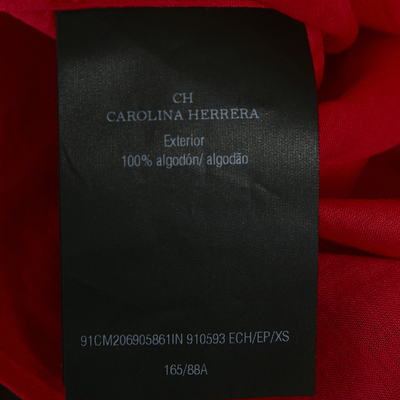 CH
CAROLINA HERRERA
Exterior
100% algodón/ algodão
91CM206905861IN 910593 ECH/EP/XS
165/88A